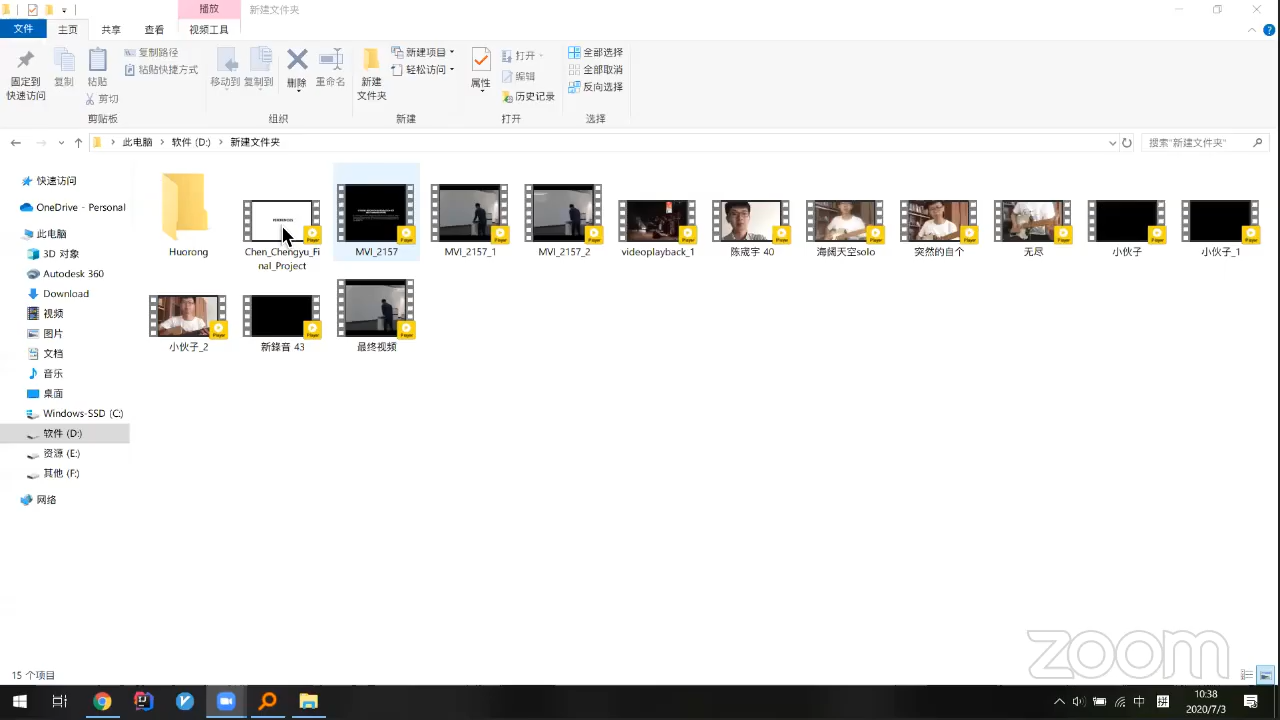 播放
新建文件夹
文件
主页
共享
查看
视频工具
固定到
快速访问
复制
粘贴
复制路径
粘贴快捷方式
剪切
剪贴板
移动到
复制到
删除
重命名
组织
新建
文件夹
新建项目
轻松访问
新建
属性
打开
编辑
历史记录
打开
全部选择
全部取消
反向选择
选择
此电脑
软件 (D:)
新建文件夹
搜索"新建文件夹"
快速访问
OneDrive - Personal
此电脑
3D 对象
Autodesk 360
Download
视频
图片
文档
音乐
桌面
Windows-SSD (C:)
软件 (D:)
资源 (E:)
其他 (F:)
网络
Huorong
Chen_Chengyu_Fi
nal_Project
MVI_2157
MVI_2157_1
MVI_2157_2
videoplayback_1
陈宬宇 40
海阔天空solo
突然的自个
无尽
小伙子
小伙子_1
小伙子_2
新錄音 43
最终视频
zoom
15 个项目
中
拼
10:38
2020/7/3